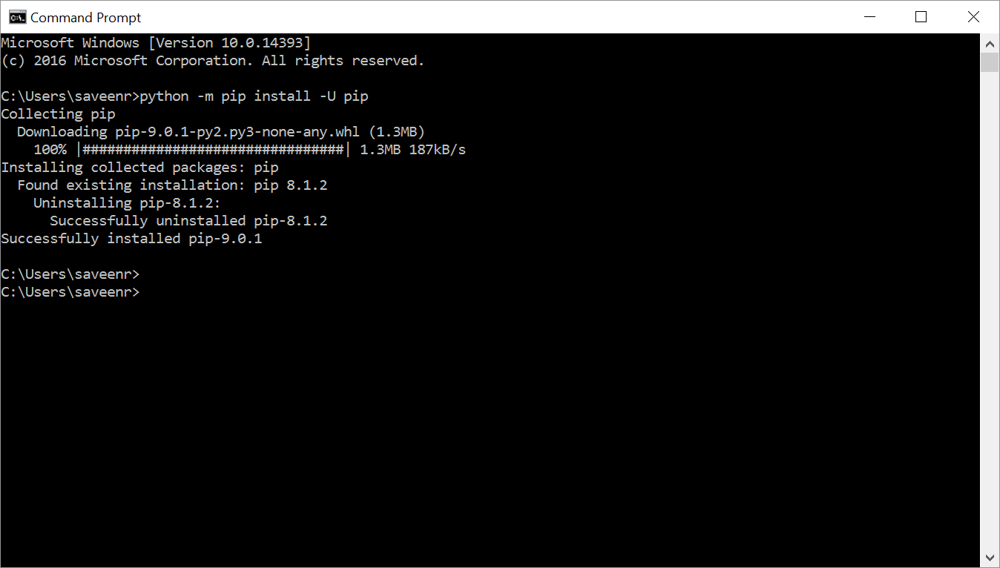 Command Prompt
Microsoft Windows [Version 10.0.14393]
(c) 2016 Microsoft Corporation. All rights reserved.
C:\Users\saveenr>python -m pip install -U pip
Collecting pip
  Downloading pip-9.0.1-py2.py3-none-any.whl (1.3MB)
    100% |################################| 1.3MB 187kB/s
Installing collected packages: pip
  Found existing installation: pip 8.1.2
    Uninstalling pip-8.1.2:
      Successfully uninstalled pip-8.1.2
Successfully installed pip-9.0.1
C:\Users\saveenr>
C:\Users\saveenr>